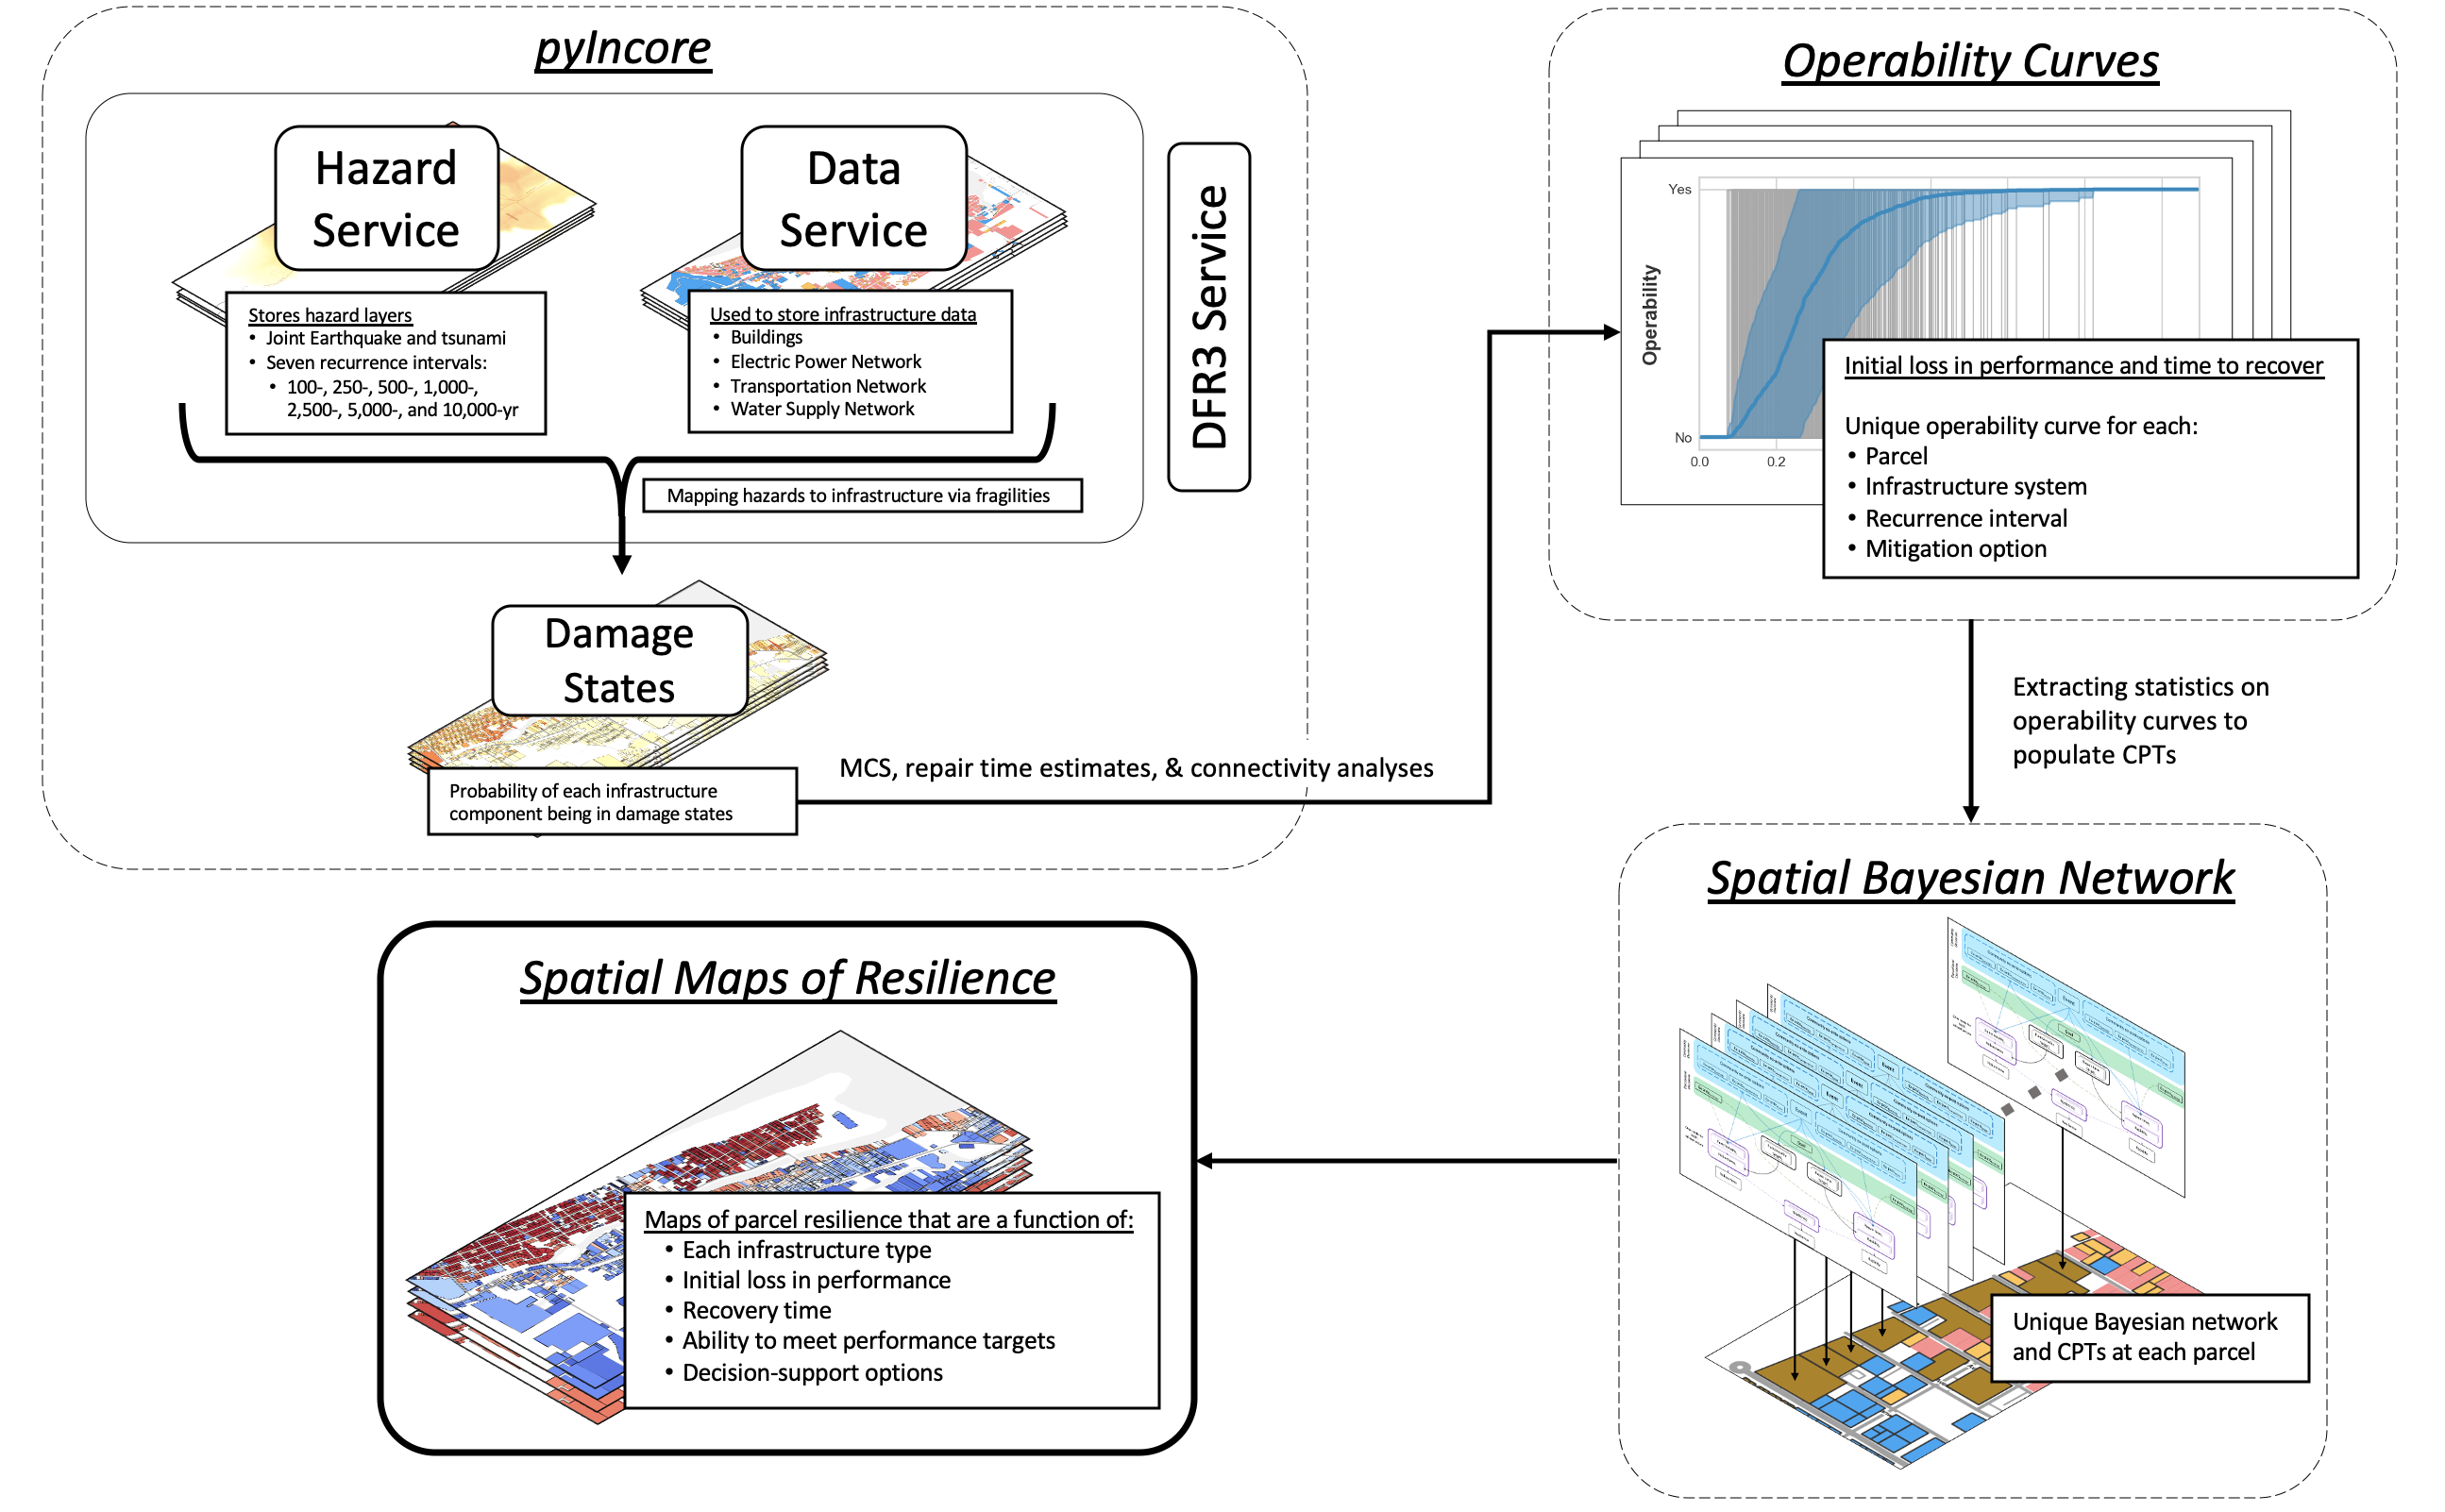 pyIncore
Hazard
Service
Data
Service
DFR3 Service
Stores hazard layers
• Joint Earthquake and tsunami
• Seven recurrence intervals:
• 100-, 250-, 500-, 1,000-,
2,500-, 5,000-, and 10,000-yr
Used to store infrastructure data
• Buildings
• Electric Power Network
• Transportation Network
• Water Supply Network
Mapping hazards to infrastructure via fragilities
Damage
States
Probability of each infrastructure
component being in damage states
MCS, repair time estimates, & connectivity analyses
Operability Curves
Yes
Operability
No
0.0
0.2
Initial loss in performance and time to recover
Unique operability curve for each:
• Parcel
• Infrastructure system
• Recurrence interval
• Mitigation option
Extracting statistics on
operability curves to
populate CPTs
Spatial Bayesian Network
Unique Bayesian network
and CPTs at each parcel
Spatial Maps of Resilience
Maps of parcel resilience that are a function of:
• Each infrastructure type
• Initial loss in performance
• Recovery time
• Ability to meet performance targets
• Decision-support options